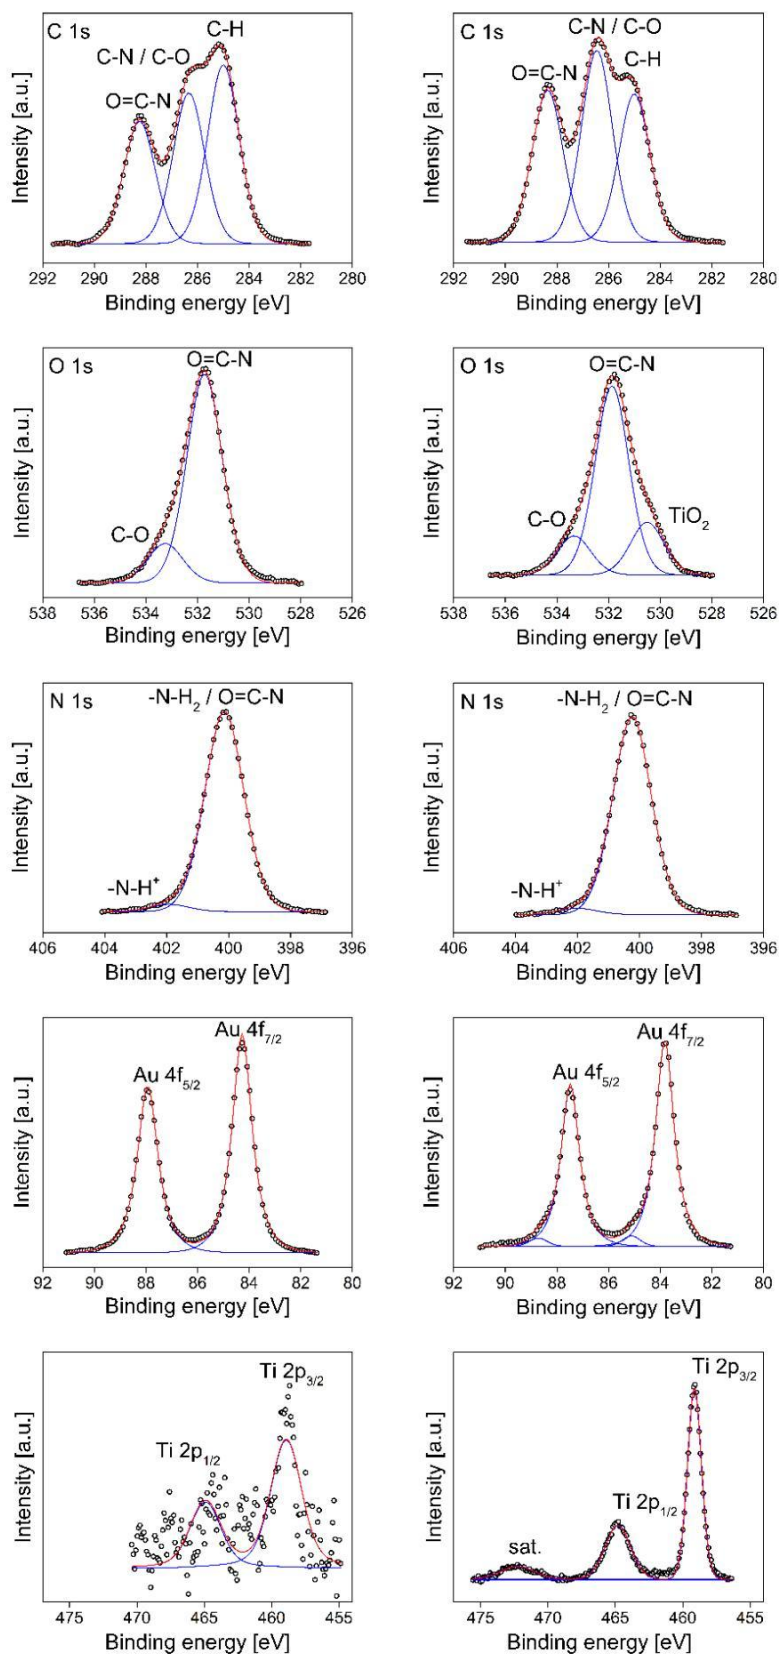 C 1s
C-H
C-N / C-O
O=C-N
Intensity [a.u.]
292 290 288 286 284 282 280
Binding energy [eV]
C 1s
C-N / C-O
O=C-N
C-H
Intensity [a.u.]
292 290 288 286 284 282 280
Binding energy [eV]
O 1s
O=C-N
C-O
Intensity [a.u.]
538 536 534 532 530 528 526
Binding energy [eV]
O 1s
O=C-N
C-O
TiO₂
Intensity [a.u.]
538 536 534 532 530 528 526
Binding energy [eV]
N 1s
-N-H₂ / O=C-N
-N-H⁺
Intensity [a.u.]
406 404 402 400 398 396
Binding energy [eV]
N 1s
-N-H₂ / O=C-N
-N-H⁺
Intensity [a.u.]
406 404 402 400 398 396
Binding energy [eV]
Au 4f₇/₂
Au 4f₅/₂
Intensity [a.u.]
92 90 88 86 84 82 80
Binding energy [eV]
Au 4f₇/₂
Au 4f₅/₂
Intensity [a.u.]
92 90 88 86 84 82 80
Binding energy [eV]
Ti 2p₃/₂
Ti 2p₁/₂
Intensity [a.u.]
475 470 465 460 455
Binding energy [eV]
Ti 2p₃/₂
Ti 2p₁/₂
sat.
Intensity [a.u.]
475 470 465 460 455
Binding energy [eV]